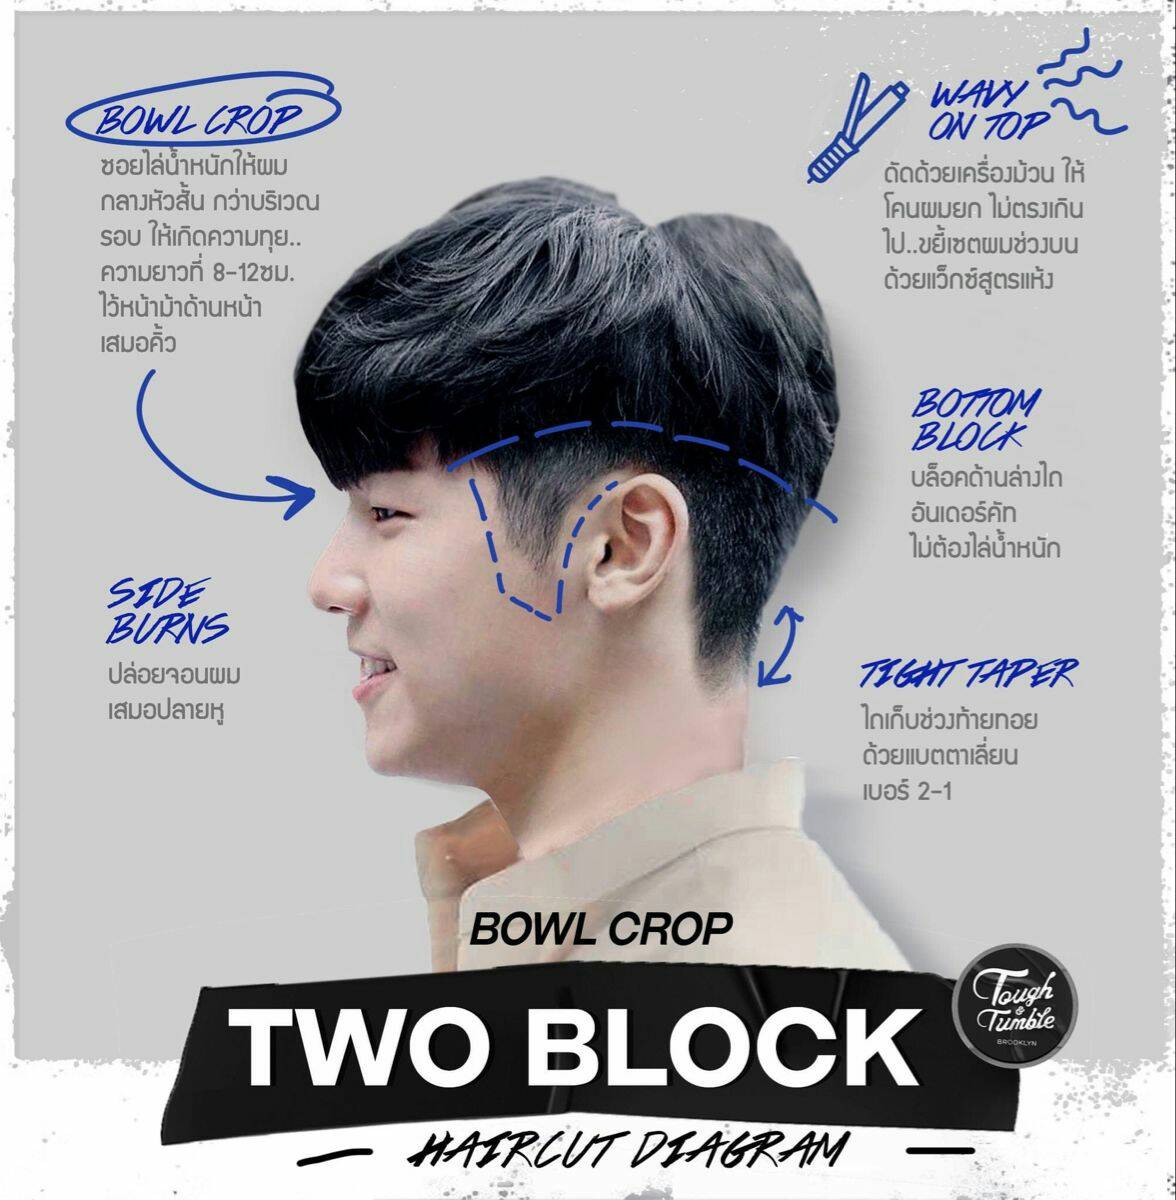 BOWL CROP
ซอยไล่น้ำหนักให้ผม
กลางหัวสั้น กว่าบริเวณ
รอบ ให้เกิดความทุย..
ความยาวที่ 8-12ซม.
ไว้หน้าม้าด้านหน้า
เสมอคิ้ว
WAVY
ON TOP
ดัดด้วยเครื่องม้วน ให้
โคนผมยก ไม่ตรงเกิน
ไป..ขยี้เซตผมช่วงบน
ด้วยแว็กซ์สูตรแห้ง
BOTTOM
BLOCK
บล็อคด้านล่างไถ
อันเดอร์คัท
ไม่ต้องไล่น้ำหนัก
SIDE
BURNS
ปล่อยจอนผม
เสมอปลายหู
TIGHT TAPER
ไถเก็บช่วงท้ายทอย
ด้วยแบตตาเลี่ยน
เบอร์ 2-1
BOWL CROP
TWO BLOCK
HAIRCUT DIAGRAM
Tough
&
Tumble
BROOKLYN